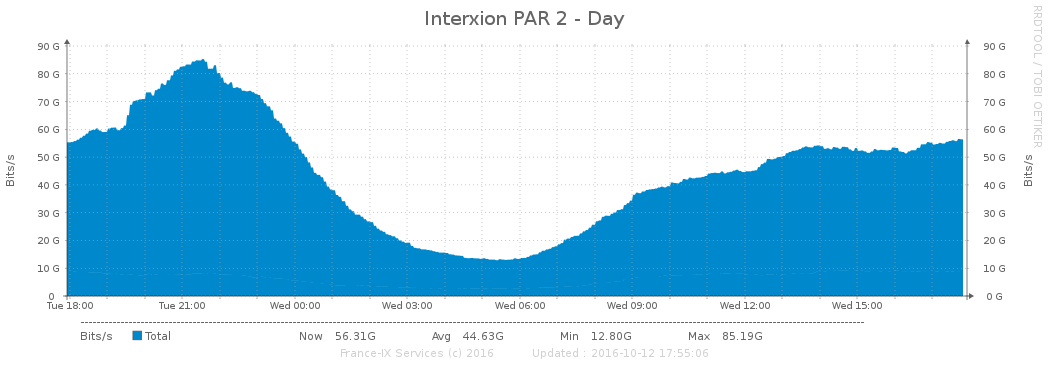 Interxion PAR 2 - Day
RRDTOOL / TOBI OETIKER
Bits/s
90 G
80 G
70 G
60 G
50 G
40 G
30 G
20 G
10 G
0
90 G
80 G
70 G
60 G
50 G
40 G
30 G
20 G
10 G
0 G
Bits/s
Tue 18:00 Tue 21:00 Wed 00:00 Wed 03:00 Wed 06:00 Wed 09:00 Wed 12:00 Wed 15:00
Bits/s Total Now 56.31G Avg 44.63G Min 12.80G Max 85.19G
France-IX Services (c) 2016 Updated : 2016-10-12 17:55:06